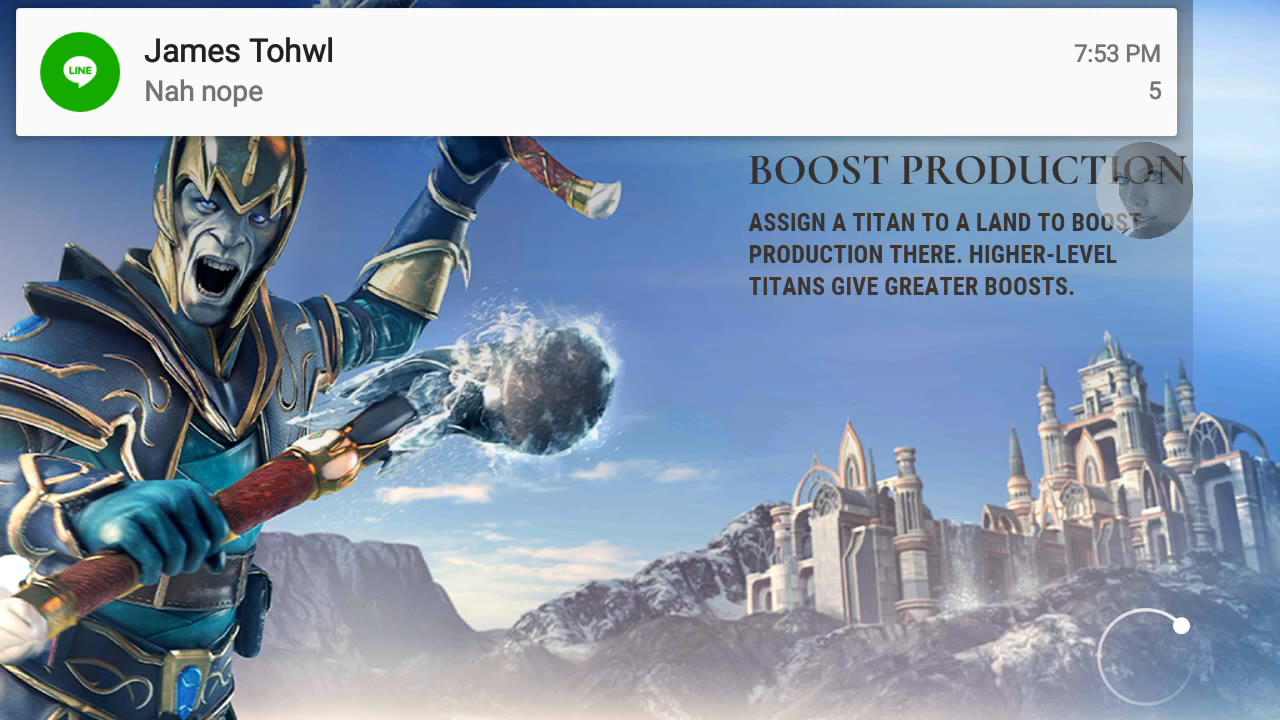 James Tohwl
7:53 PM
LINE
Nah nope
5
BOOST PRODUCTION
ASSIGN A TITAN TO A LAND TO BOOST
PRODUCTION THERE. HIGHER-LEVEL
TITANS GIVE GREATER BOOSTS.